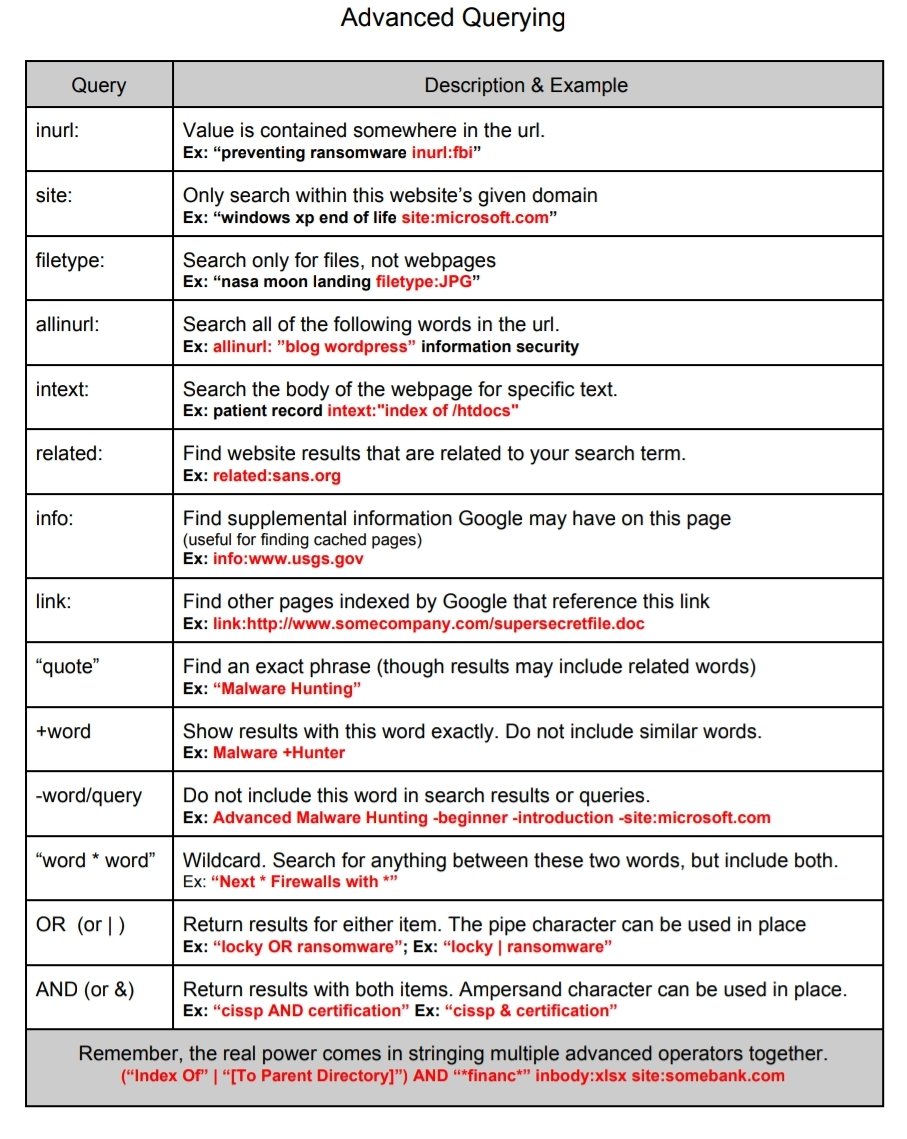 Advanced Querying
Query
Description & Example
inurl:
Value is contained somewhere in the url.
Ex: “preventing ransomware inurl:fbi”
site:
Only search within this website’s given domain
Ex: “windows xp end of life site:microsoft.com”
filetype:
Search only for files, not webpages
Ex: “nasa moon landing filetype:JPG”
allinurl:
Search all of the following words in the url.
Ex: allinurl: ”blog wordpress” information security
intext:
Search the body of the webpage for specific text.
Ex: patient record intext:"index of /htdocs"
related:
Find website results that are related to your search term.
Ex: related:sans.org
info:
Find supplemental information Google may have on this page
(useful for finding cached pages)
Ex: info:www.usgs.gov
link:
Find other pages indexed by Google that reference this link
Ex: link:http://www.somecompany.com/supersecretfile.doc
“quote”
Find an exact phrase (though results may include related words)
Ex: “Malware Hunting”
+word
Show results with this word exactly. Do not include similar words.
Ex: Malware +Hunter
-word/query
Do not include this word in search results or queries.
Ex: Advanced Malware Hunting -beginner -introduction -site:microsoft.com
“word * word”
Wildcard. Search for anything between these two words, but include both.
Ex: “Next * Firewalls with *”
OR (or | )
Return results for either item. The pipe character can be used in place
Ex: “locky OR ransomware”; Ex: “locky | ransomware”
AND (or &)
Return results with both items. Ampersand character can be used in place.
Ex: “cissp AND certification” Ex: “cissp & certification”
Remember, the real power comes in stringing multiple advanced operators together.
(“Index Of” | “[To Parent Directory]”) AND “*financ*” inbody:xlsx site:somebank.com